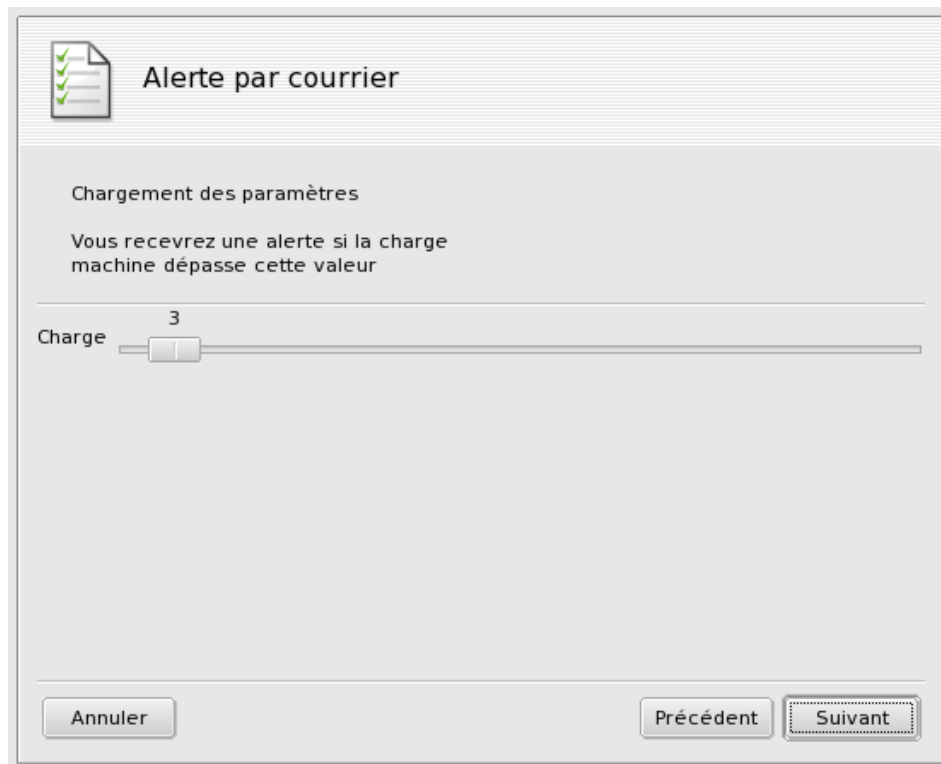 Alerte par courrier
Chargement des paramètres
Vous recevrez une alerte si la charge
machine dépasse cette valeur
3
Charge
Annuler
Précédent
Suivant